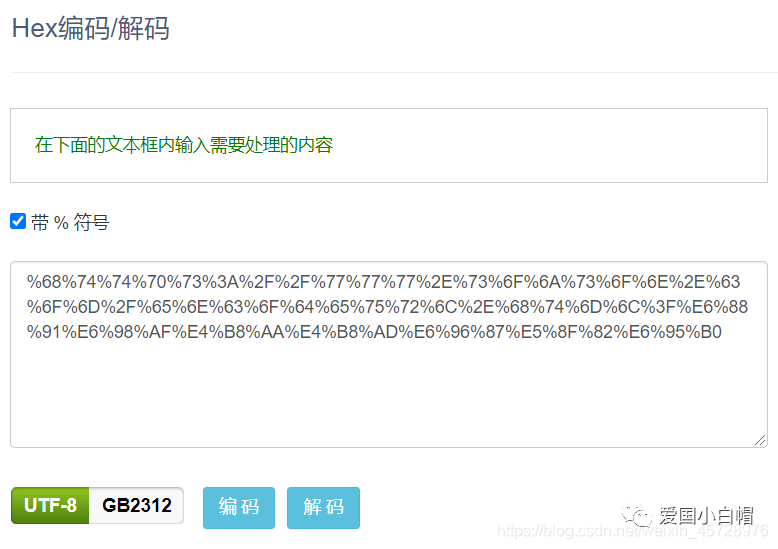 Hex编码/解码
在下面的文本框内输入需要处理的内容
带 % 符号
%68%74%74%70%73%3A%2F%2F%77%77%77%2E%73%6F%6A%73%6F%6E%2E%63
%6F%6D%2F%65%6E%63%6F%64%65%75%72%6C%2E%68%74%6D%6C%3F%E6%88
%91%E6%98%AF%E4%B8%AA%E4%B8%AD%E6%96%87%E5%8F%82%E6%95%B0
UTF-8 GB2312 编码 解码
爱国小白帽
https://blog.csdn.net/weixin_45728976